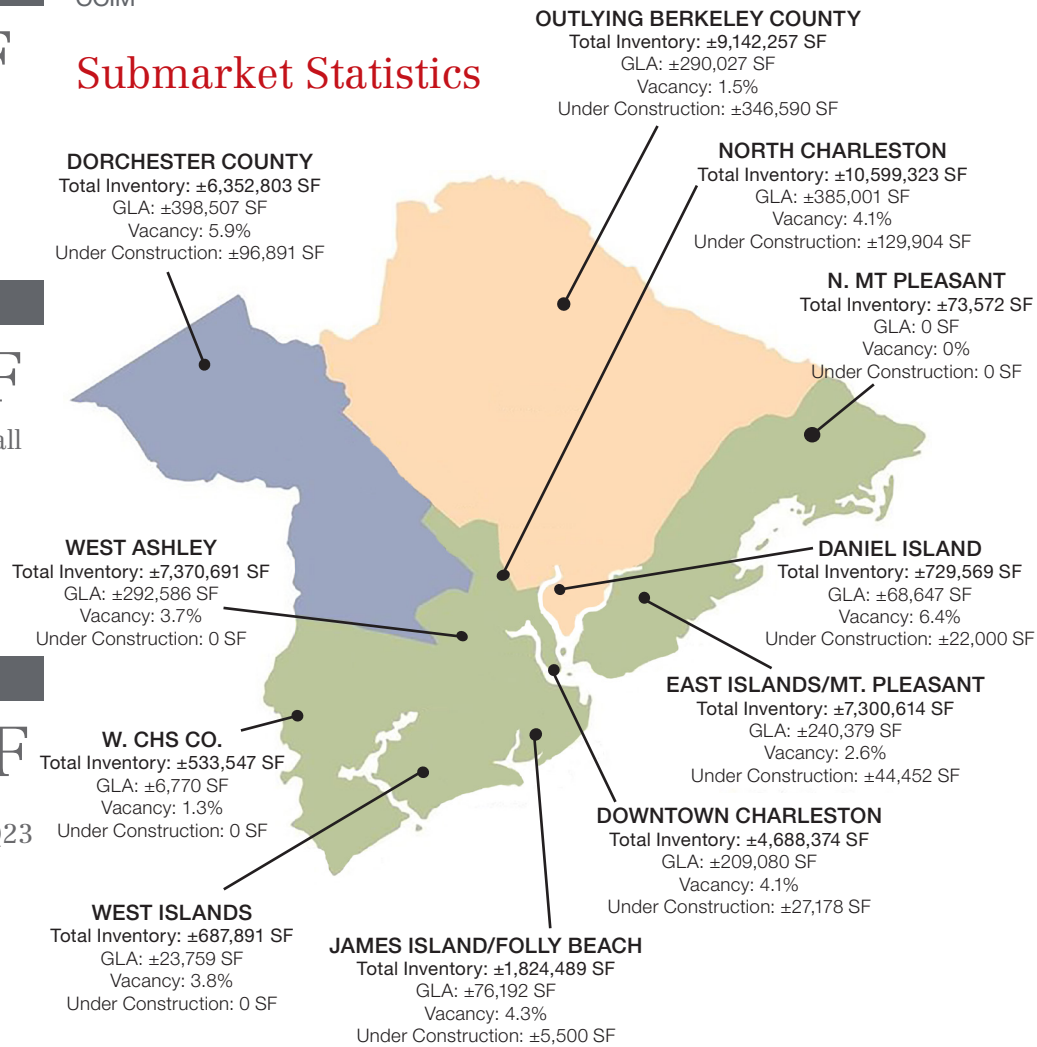 Submarket Statistics
OUTLYING BERKELEY COUNTY
Total Inventory: ±9,142,257 SF
GLA: ±290,027 SF
Vacancy: 1.5%
Under Construction: ±346,590 SF
DORCHESTER COUNTY
Total Inventory: ±6,352,803 SF
GLA: ±398,507 SF
Vacancy: 5.9%
Under Construction: ±96,891 SF
NORTH CHARLESTON
Total Inventory: ±10,599,323 SF
GLA: ±385,001 SF
Vacancy: 4.1%
Under Construction: ±129,904 SF
N. MT PLEASANT
Total Inventory: ±73,572 SF
GLA: 0 SF
Vacancy: 0%
Under Construction: 0 SF
WEST ASHLEY
Total Inventory: ±7,370,691 SF
GLA: ±292,586 SF
Vacancy: 3.7%
Under Construction: 0 SF
DANIEL ISLAND
Total Inventory: ±729,569 SF
GLA: ±68,647 SF
Vacancy: 6.4%
Under Construction: ±22,000 SF
EAST ISLANDS/MT. PLEASANT
Total Inventory: ±7,300,614 SF
GLA: ±240,379 SF
Vacancy: 2.6%
Under Construction: ±44,452 SF
W. CHS CO.
Total Inventory: ±533,547 SF
GLA: ±6,770 SF
Vacancy: 1.3%
Under Construction: 0 SF
DOWNTOWN CHARLESTON
Total Inventory: ±4,688,374 SF
GLA: ±209,080 SF
Vacancy: 4.1%
Under Construction: ±27,178 SF
WEST ISLANDS
Total Inventory: ±687,891 SF
GLA: ±23,759 SF
Vacancy: 3.8%
Under Construction: 0 SF
JAMES ISLAND/FOLLY BEACH
Total Inventory: ±1,824,489 SF
GLA: ±76,192 SF
Vacancy: 4.3%
Under Construction: ±5,500 SF